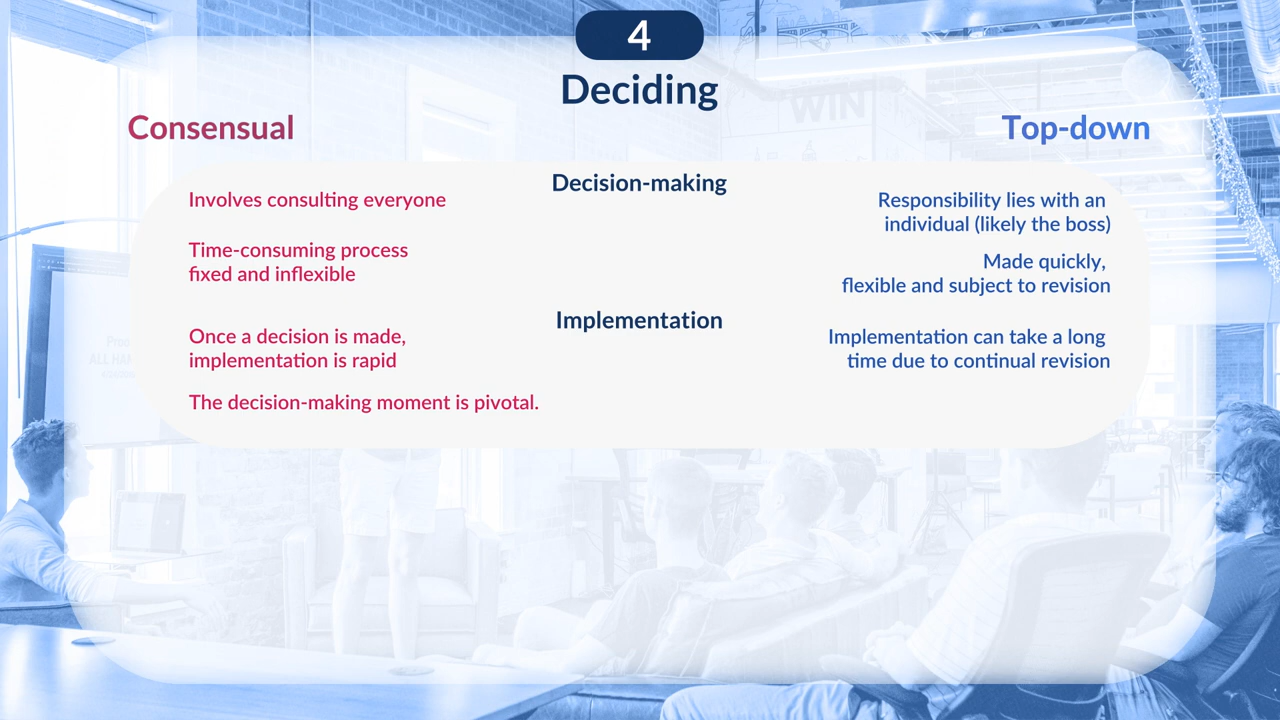 4
Deciding
Consensual
Top-down
Decision-making
Involves consulting everyone
Time-consuming process
fixed and inflexible
Responsibility lies with an
individual (likely the boss)
Made quickly,
flexible and subject to revision
Implementation
Once a decision is made,
implementation is rapid
The decision-making moment is pivotal.
Implementation can take a long
time due to continual revision
WIN